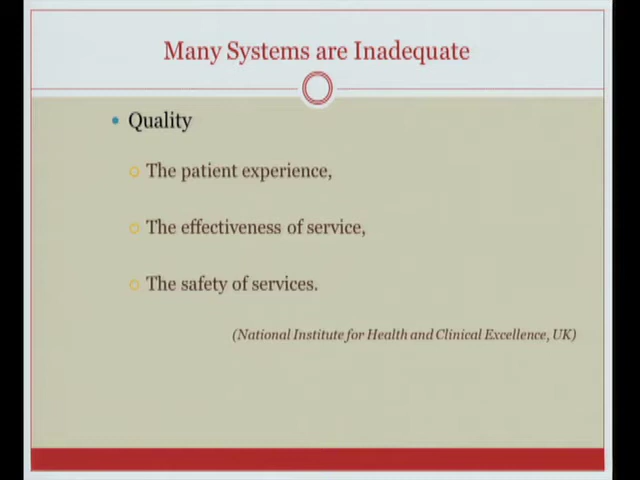 Many Systems are Inadequate
Quality
The patient experience,
The effectiveness of service,
The safety of services.
(National Institute for Health and Clinical Excellence, UK)